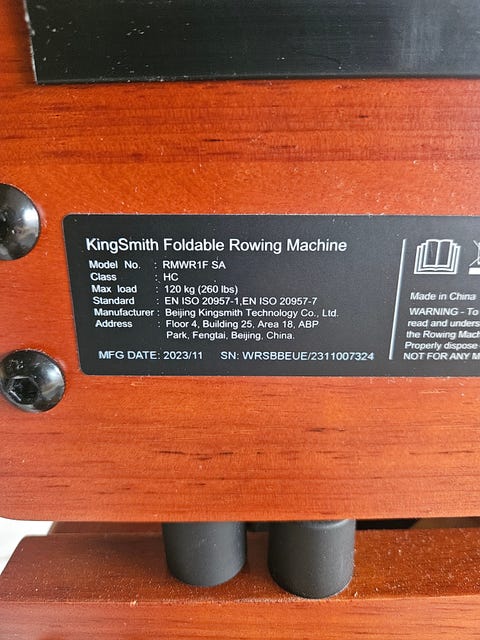 KingSmith Foldable Rowing Machine
Model No. : RMWR1F SA
Class : HC
Max load : 120 kg (260 lbs)
Standard : EN ISO 20957-1,EN ISO 20957-7
Manufacturer : Beijing Kingsmith Technology Co., Ltd.
Address : Floor 4, Building 25, Area 18, ABP
Park, Fengtai, Beijing, China.
MFG DATE: 2023/11 SN: WRSBBEUE/2311007324
Made in China
WARNING - To
read and
the Rowing
Properly dispose
NOT FOR ANY